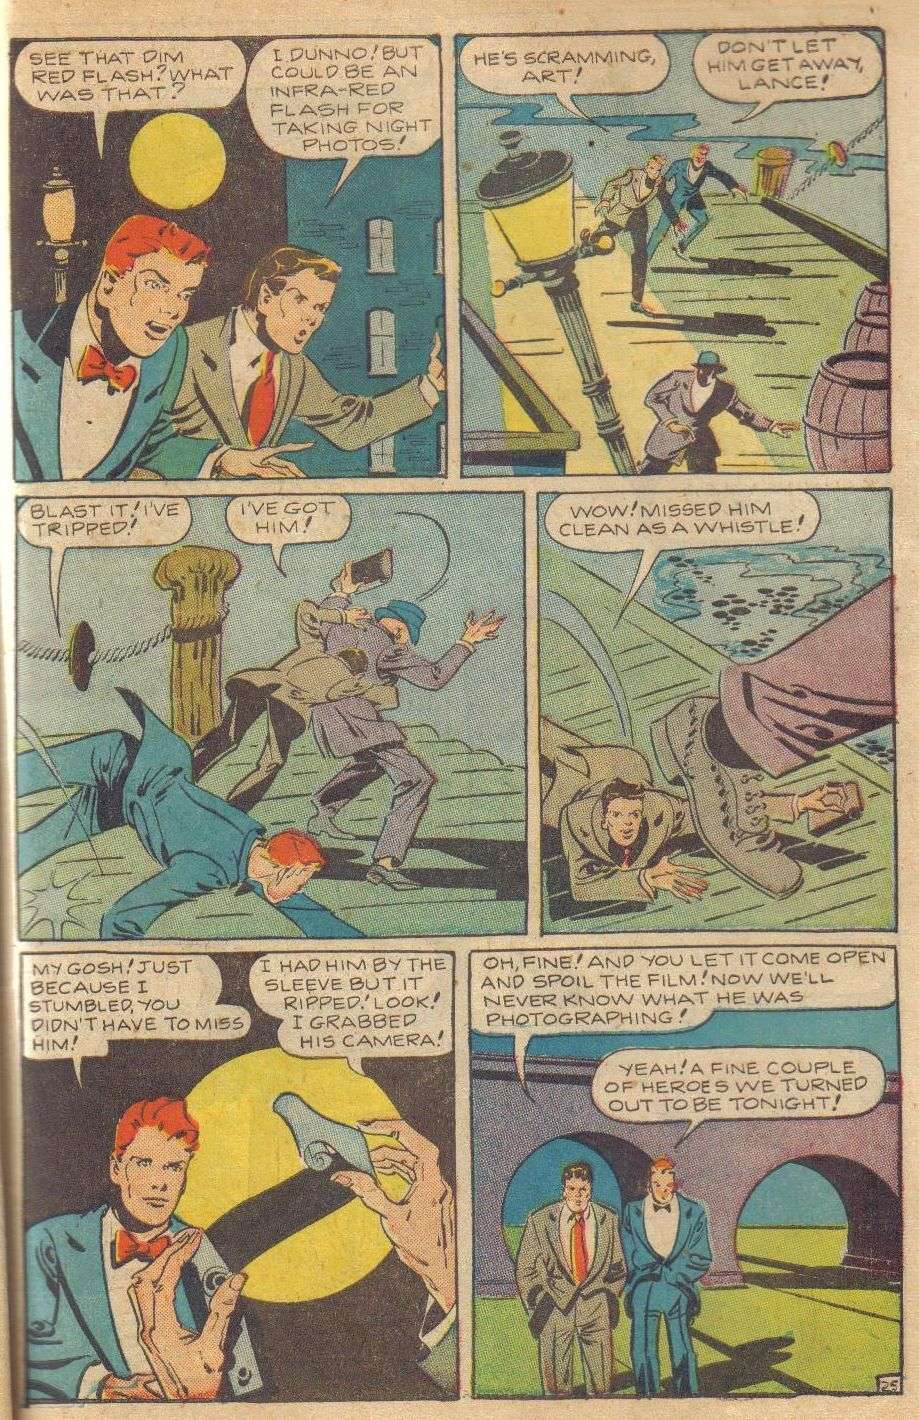 SEE THAT DIM
RED FLASH? WHAT
WAS THAT?
I DUNNO! BUT
COULD BE AN
INFRA-RED
FLASH FOR
TAKING NIGHT
PHOTOS!
HE'S SCRAMMING,
ART!
DON'T LET
HIM GET AWAY,
LANCE!
BLAST IT! I'VE
TRIPPED!
I'VE GOT
HIM!
WOW! MISSED HIM
CLEAN AS A WHISTLE!
MY GOSH! JUST
BECAUSE I
STUMBLED, YOU
DIDN'T HAVE TO MISS
HIM!
I HAD HIM BY THE
SLEEVE BUT IT
RIPPED! LOOK!
I GRABBED
HIS CAMERA!
OH, FINE! AND YOU LET IT COME OPEN
AND SPOIL THE FILM! NOW WE'LL
NEVER KNOW WHAT HE WAS
PHOTOGRAPHING!
YEAH! A FINE COUPLE
OF HEROES WE TURNED
OUT TO BE TONIGHT!
25